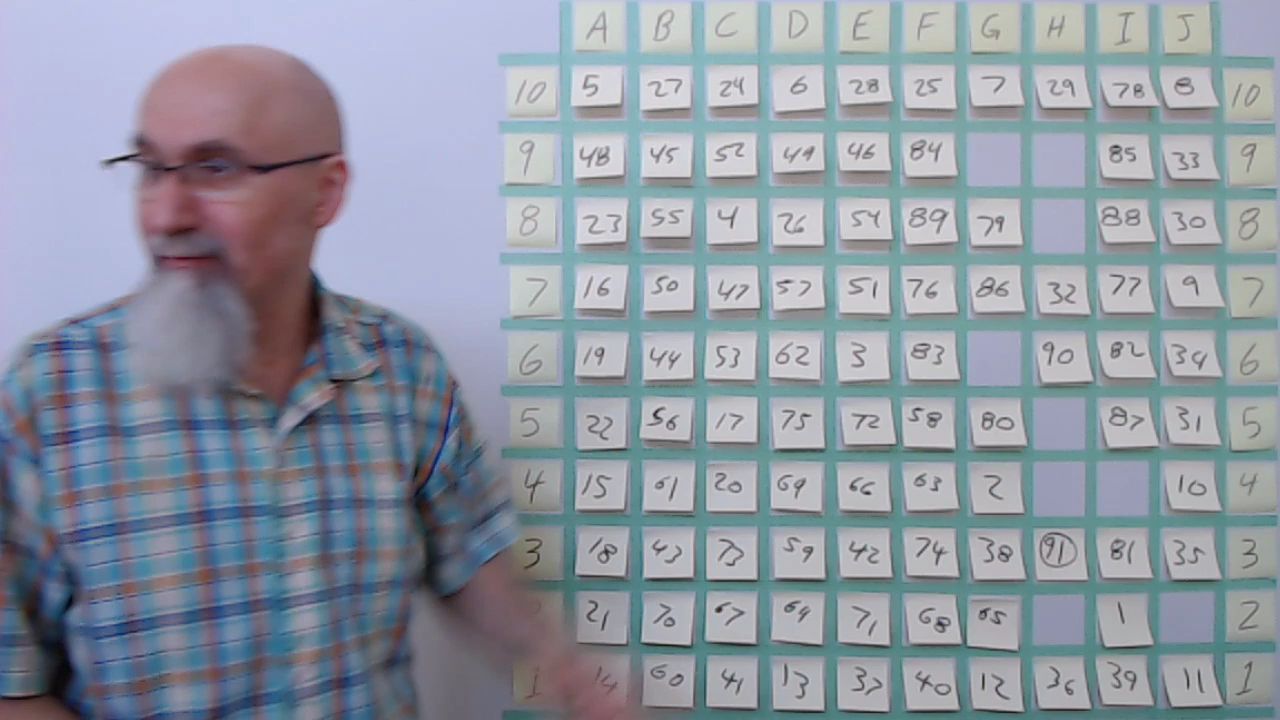 A B C D E F G H I J
10 5 27 24 6 28 25 7 29 78 8 10
9 48 45 52 49 46 84 85 33 9
8 23 55 4 26 54 89 79 88 30 8
7 16 50 47 57 51 76 86 32 77 9 7
6 19 44 53 62 3 83 90 82 34 6
5 22 56 17 75 72 58 80 87 31 5
4 15 61 20 69 66 63 2 10 4
3 18 43 73 59 42 74 38 91 81 35 3
21 70 67 64 71 68 65 1 2
1 14 60 41 13 37 40 12 36 39 11 1